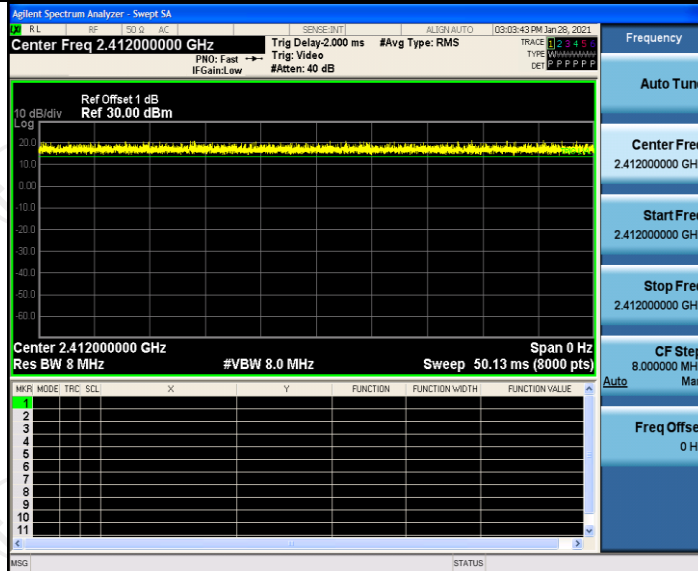 Agilent Spectrum Analyzer - Swept SA
RL RF 50 Ω AC SENSE:INT ALIGN AUTO 03:03:43 PM Jan 28, 2021
Center Freq 2.412000000 GHz
PNO: Fast
IFGain:Low
Trig Delay-2.000 ms
Trig: Video
#Atten: 40 dB
#Avg Type: RMS
TRACE 1 2 3 4 5 6
TYPE
DET P P P P P P
Ref Offset 1 dB
10 dB/div Ref 30.00 dBm
Log
20.0
10.0
0.00
-10.0
-20.0
-30.0
-40.0
-50.0
-60.0
Center 2.412000000 GHz Span 0 Hz
Res BW 8 MHz #VBW 8.0 MHz Sweep 50.13 ms (8000 pts)
MKR MODE TRC SCL X Y FUNCTION FUNCTION WIDTH FUNCTION VALUE
1
2
3
4
5
6
7
8
9
10
11
MSG STATUS
Frequency
Auto Tun
Center Fre
2.412000000 GH
Start Fre
2.412000000 GH
Stop Fre
2.412000000 GH
CF Step
8.000000 MH
Auto Ma
Freq Offse
0 H